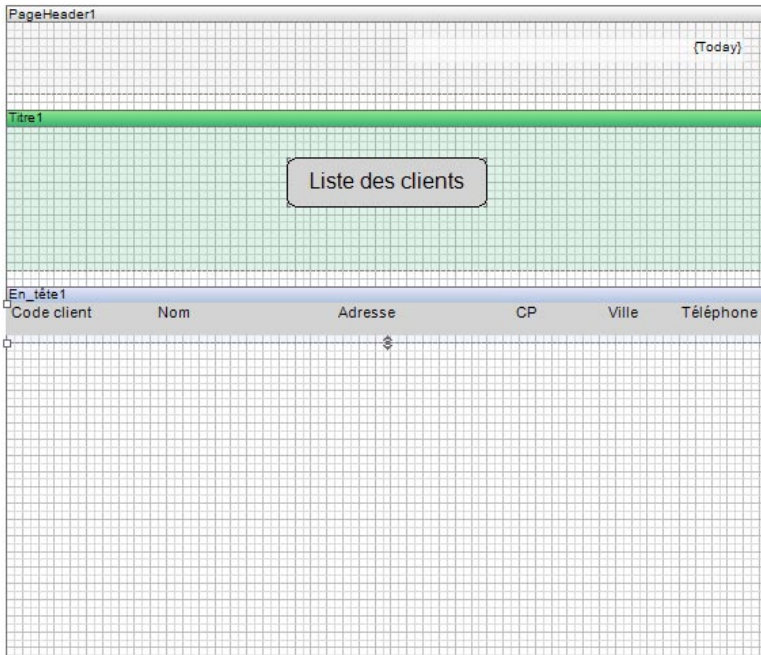 PageHeader1
{Today}
Titre1
Liste des clients
En_tête1
Code client Nom Adresse CP Ville Téléphone